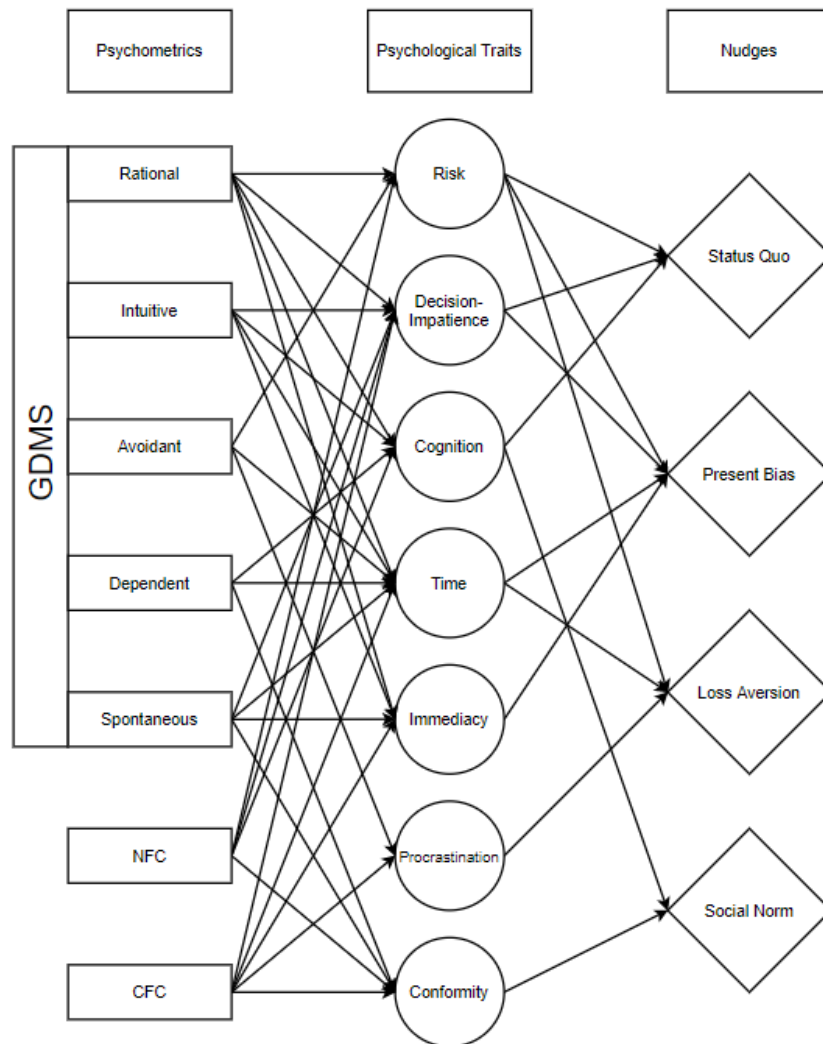 Psychometrics
Psychological Traits
Nudges
GDMS
Rational
Risk
Status Quo
Intuitive
Decision-
Impatience
Avoidant
Cognition
Present Bias
Dependent
Time
Spontaneous
Immediacy
Loss Aversion
NFC
Procrastination
Social Norm
CFC
Conformity